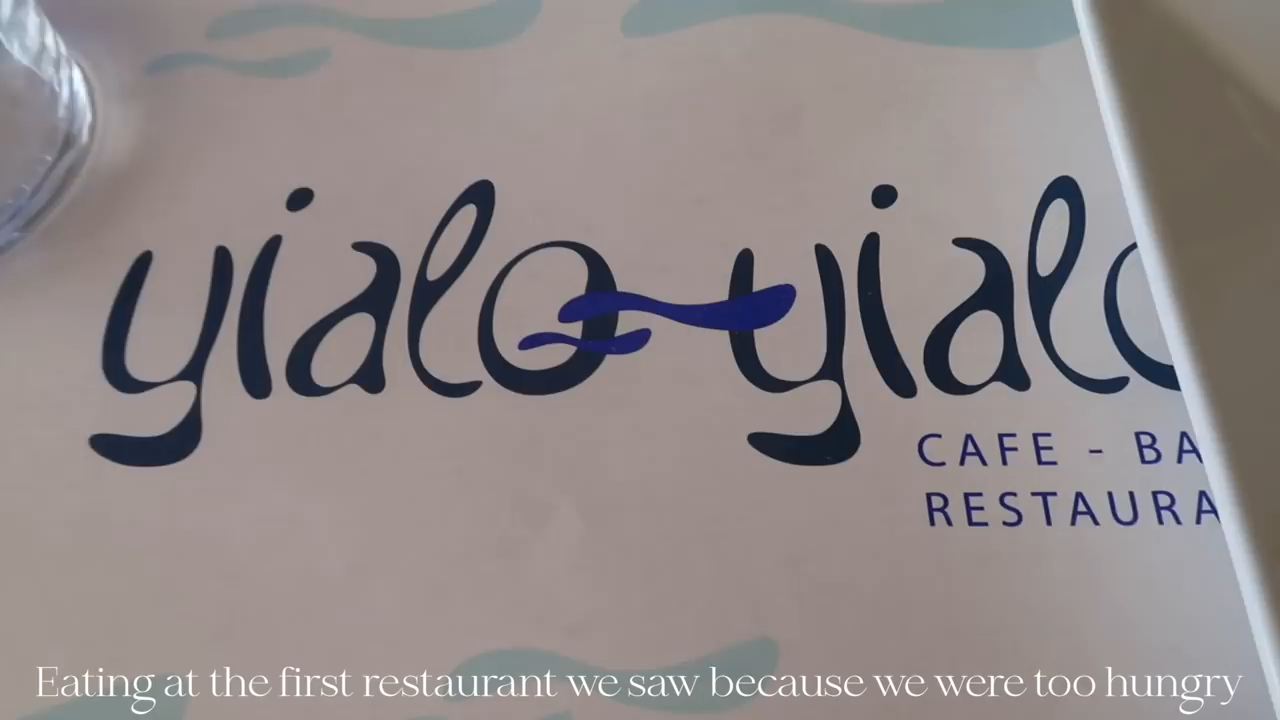 yialo yialo
CAFE - BA
RESTAURA
Eating at the first restaurant we saw because we were too hungry